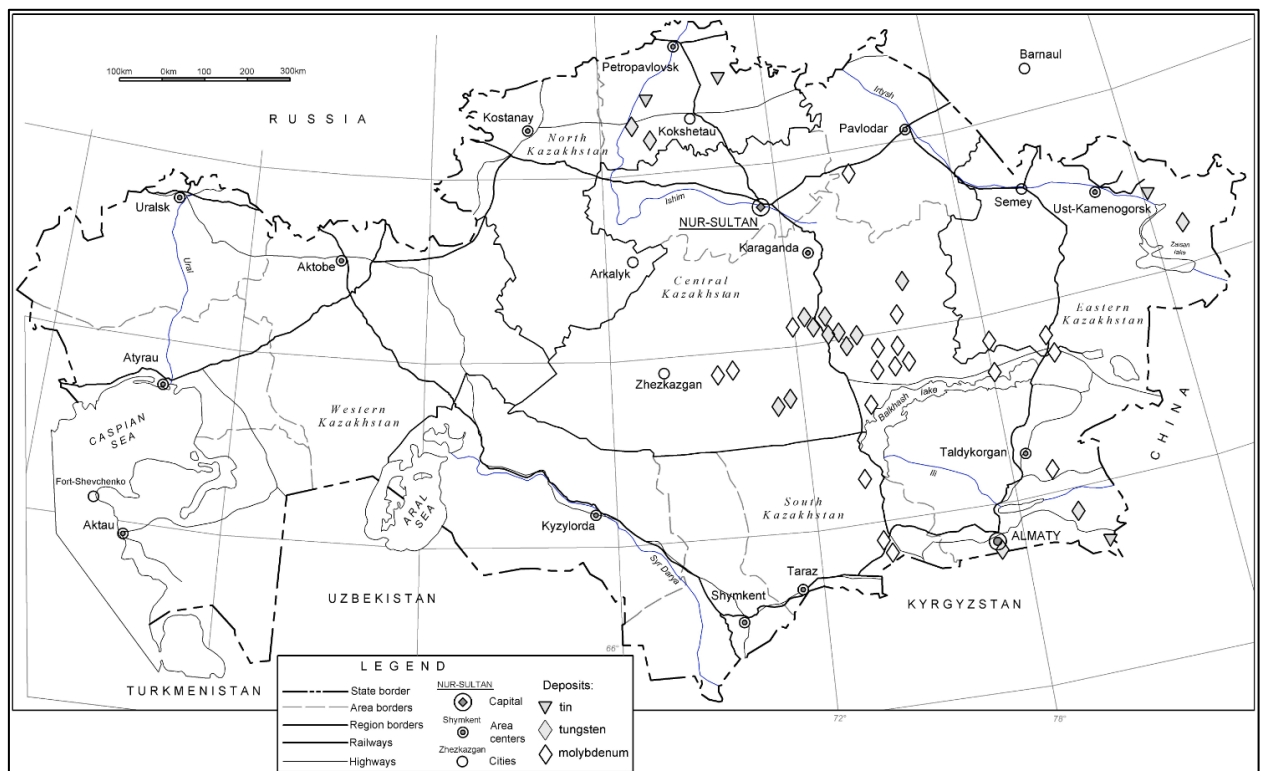 100km 0km 100 200 300km
RUSSIA
Petropavlovsk
Barnaul
Kostanay
North
Kazakhstan
Kokshetau
Irtysh
Pavlodar
Uralsk
Ural
Aktobe
Ishim
NUR-SULTAN
Karaganda
Semey
Ust-Kamenogorsk
Zaisan
lake
Arkalyk
Central
Kazakhstan
Eastern
Kazakhstan
Atyrau
CASPIAN
SEA
Western
Kazakhstan
Zhezkazgan
Balkhash lake
CHINA
Taldykorgan
Ili
Fort-Shevchenko
Aktau
ARAL
SEA
Kyzylorda
South
Kazakhstan
ALMATY
Syr Darya
Taraz
Shymkent
UZBEKISTAN
KYRGYZSTAN
TURKMENISTAN
66°
72°
78°
LEGEND
State border
Area borders
Region borders
Railways
Highways
NUR-SULTAN
Capital
Shymkent
Area
centers
Zhezkazgan
Cities
Deposits:
tin
tungsten
molybdenum